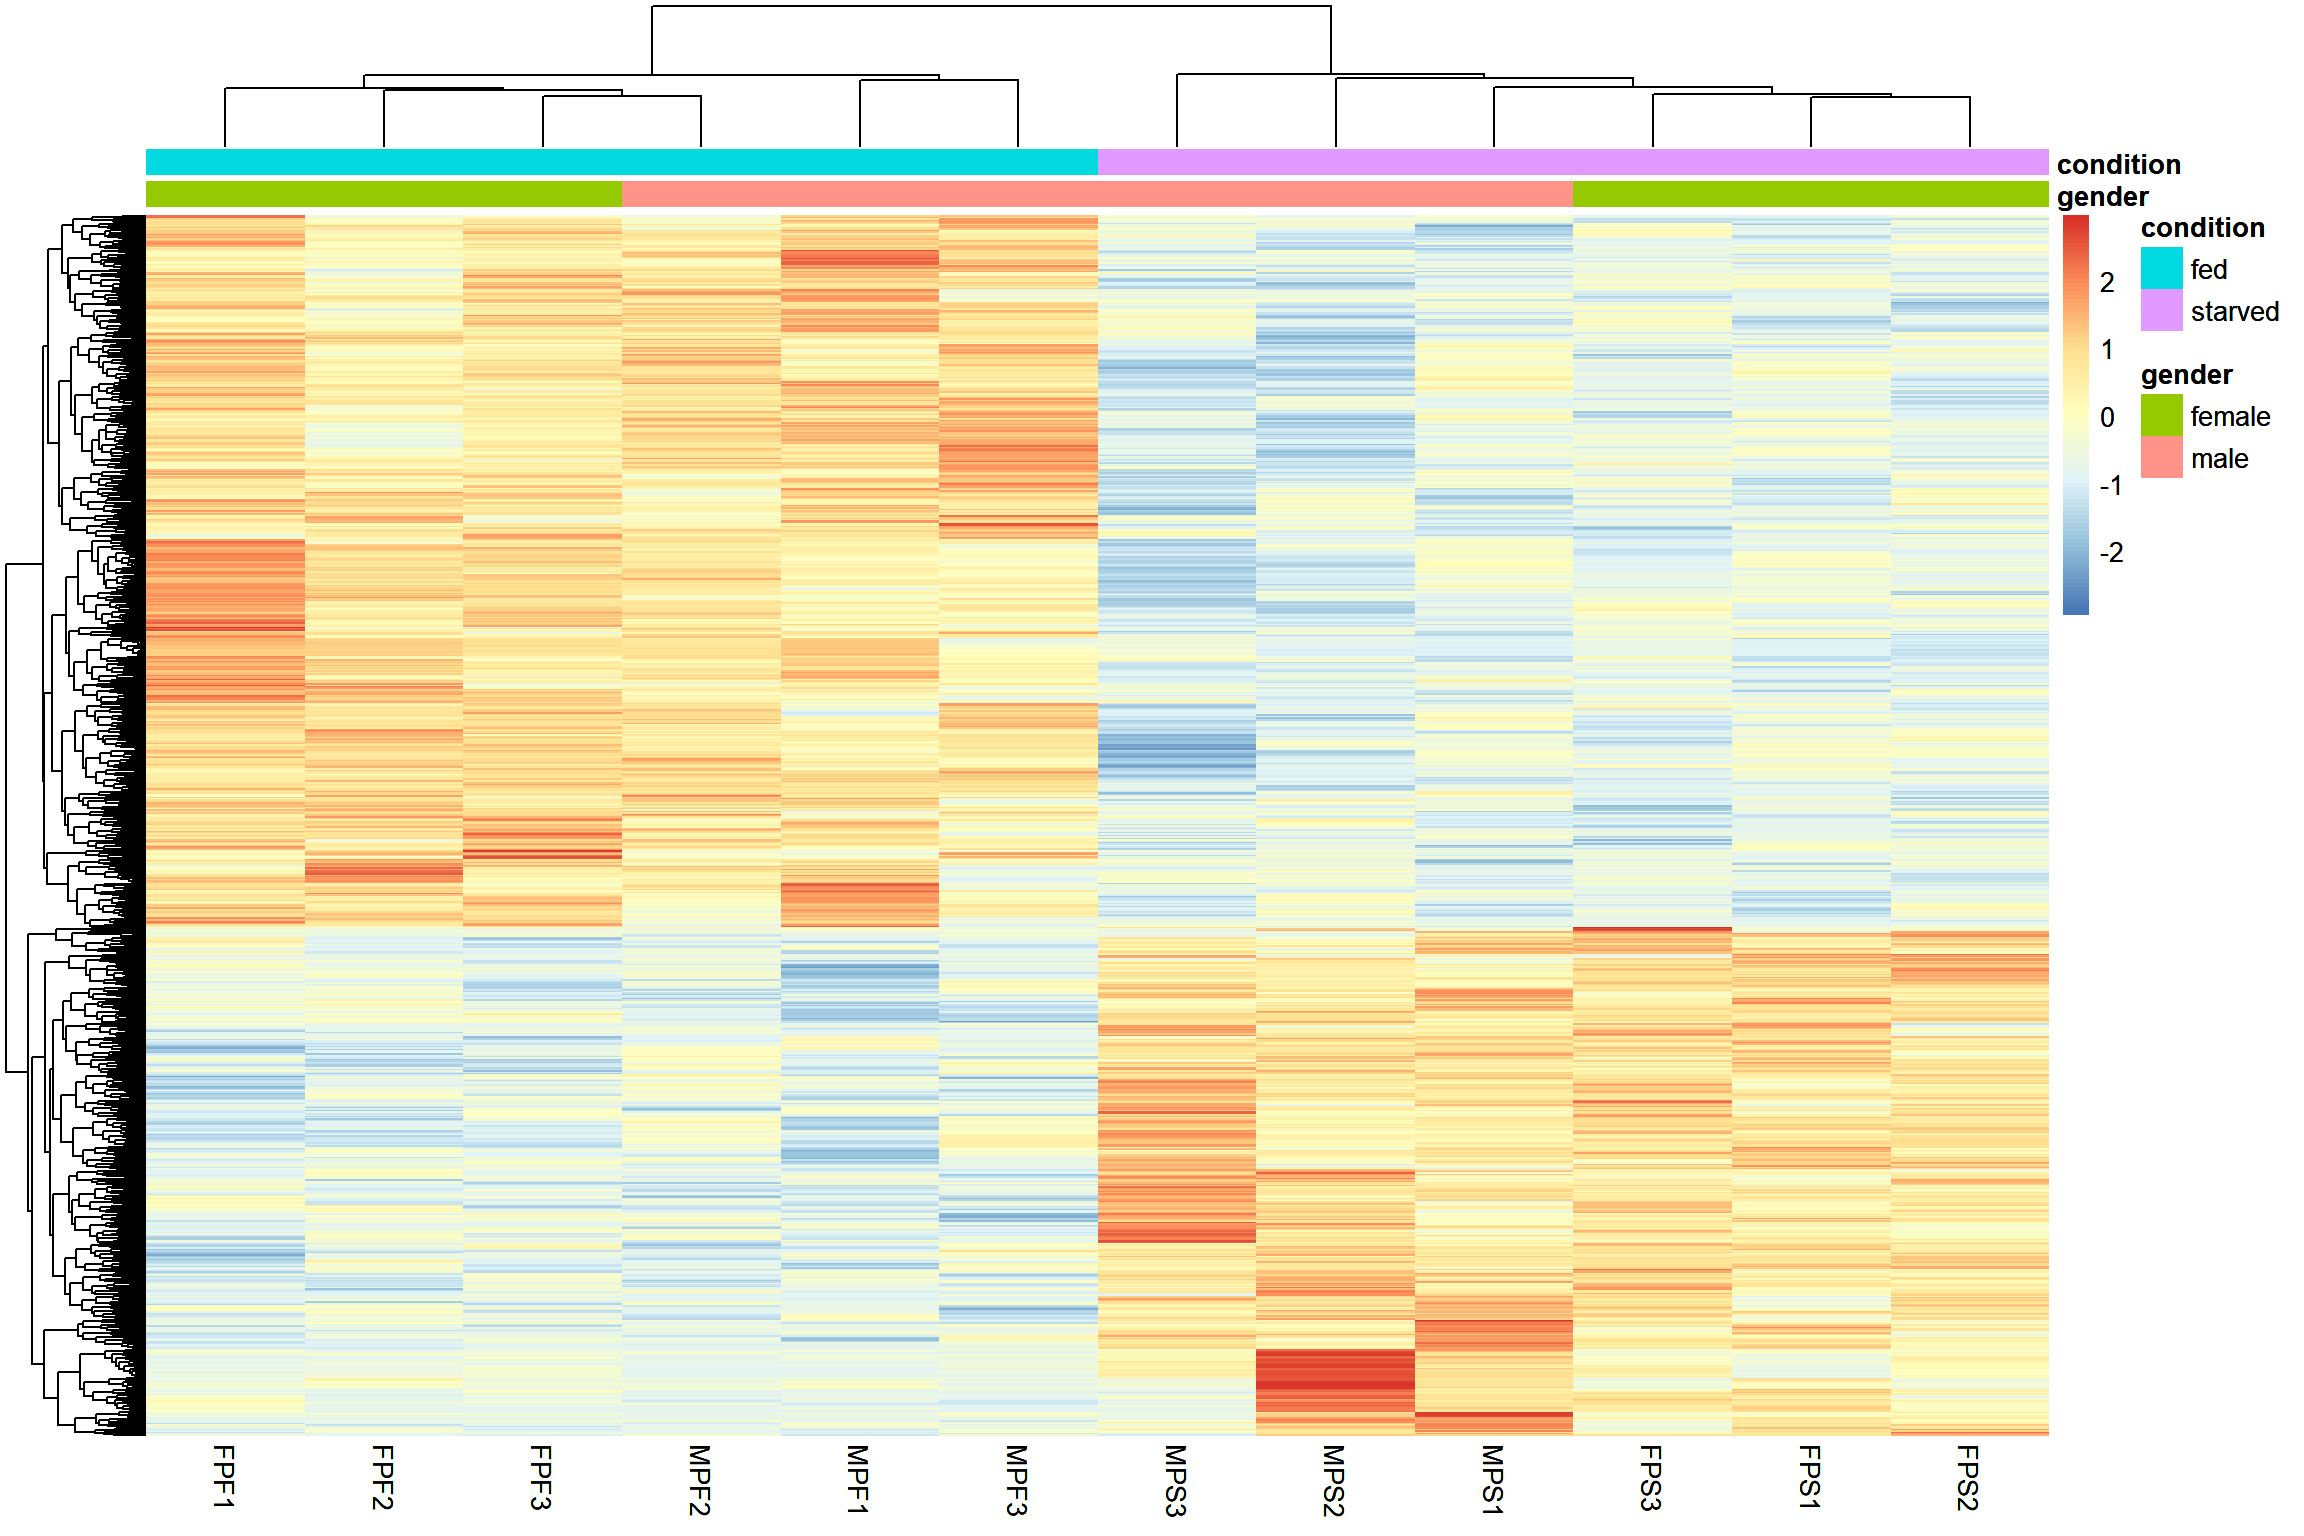 condition
gender
condition
fed
starved
gender
female
male
2
1
0
-1
-2
FPF1
FPF2
FPF3
MPF2
MPF1
MPF3
MPS3
MPS2
MPS1
FPS3
FPS1
FPS2